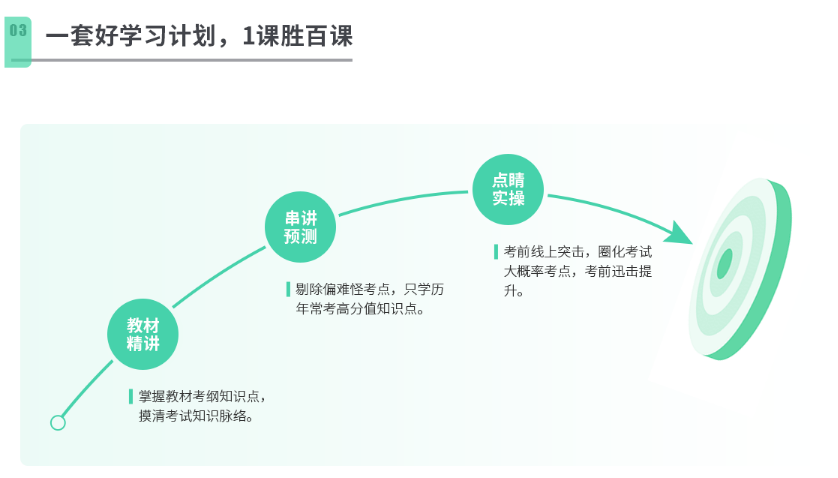 03
一套好学习计划，1课胜百课
点睛
实操
串讲
预测
考前线上突击，圈化考试
大概率考点，考前迅击提
升。
剔除偏难怪考点，只学历
年常考高分值知识点。
教材
精讲
掌握教材考纲知识点，
摸清考试知识脉络。